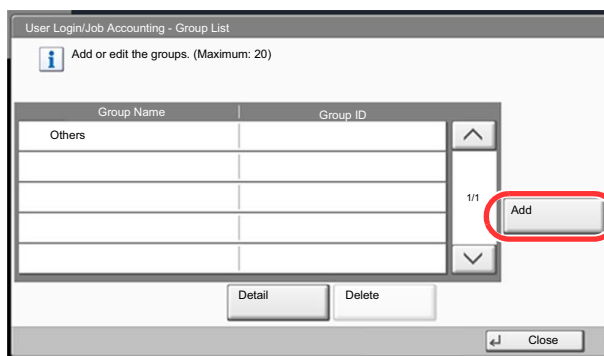 User Login/Job Accounting - Group List
Add or edit the groups. (Maximum: 20)
Group Name Group ID
Others
1/1
Add
Detail Delete
Close